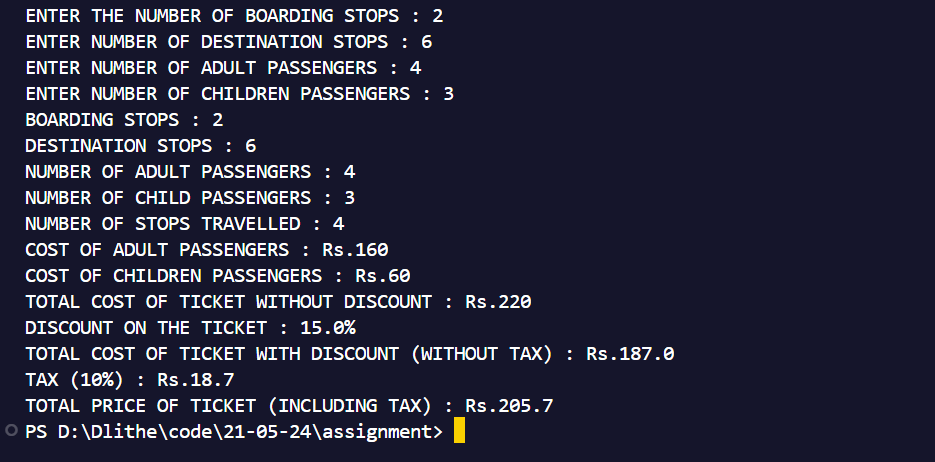 ENTER THE NUMBER OF BOARDING STOPS : 2
ENTER NUMBER OF DESTINATION STOPS : 6
ENTER NUMBER OF ADULT PASSENGERS : 4
ENTER NUMBER OF CHILDREN PASSENGERS : 3
BOARDING STOPS : 2
DESTINATION STOPS : 6
NUMBER OF ADULT PASSENGERS : 4
NUMBER OF CHILD PASSENGERS : 3
NUMBER OF STOPS TRAVELLED : 4
COST OF ADULT PASSENGERS : Rs.160
COST OF CHILDREN PASSENGERS : Rs.60
TOTAL COST OF TICKET WITHOUT DISCOUNT : Rs.220
DISCOUNT ON THE TICKET : 15.0%
TOTAL COST OF TICKET WITH DISCOUNT (WITHOUT TAX) : Rs.187.0
TAX (10%) : Rs.18.7
TOTAL PRICE OF TICKET (INCLUDING TAX) : Rs.205.7
PS D:\Dlithe\code\21-05-24\assignment>